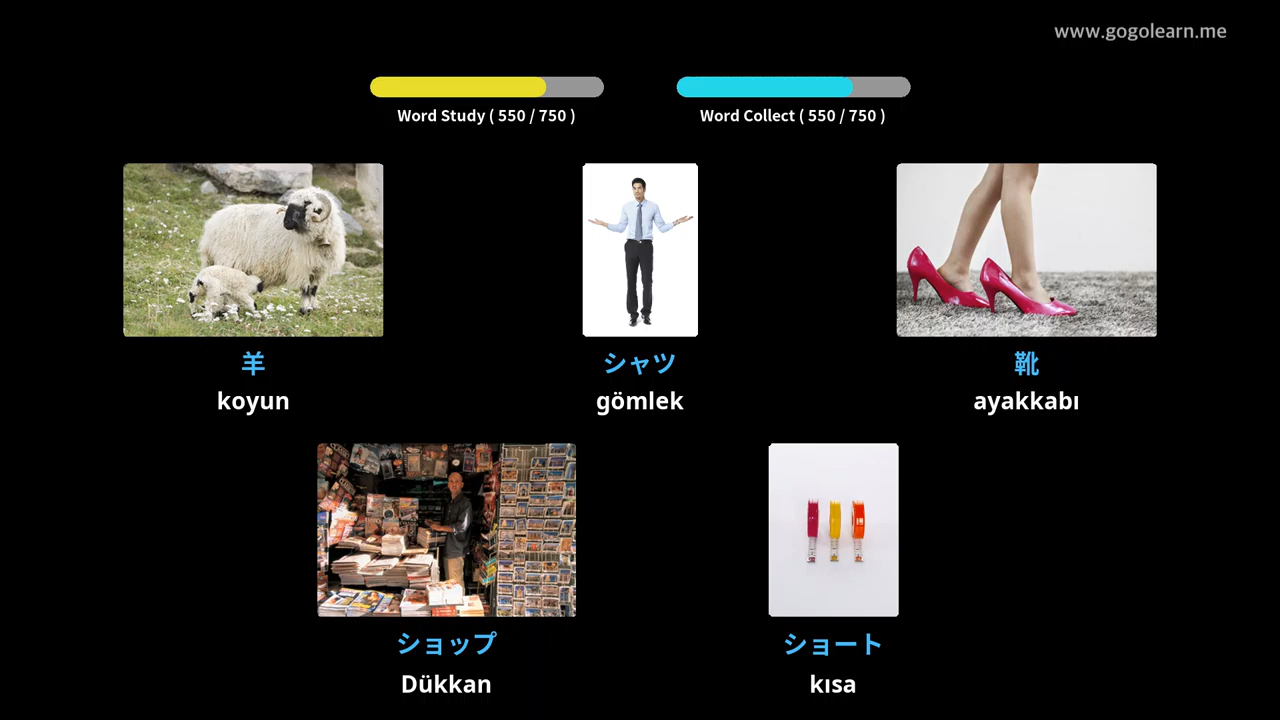 www.gogolearn.me
Word Study ( 550 / 750 )
Word Collect ( 550 / 750 )
羊
koyun
シャツ
gömlek
靴
ayakkabı
ショップ
Dükkan
ショート
kısa